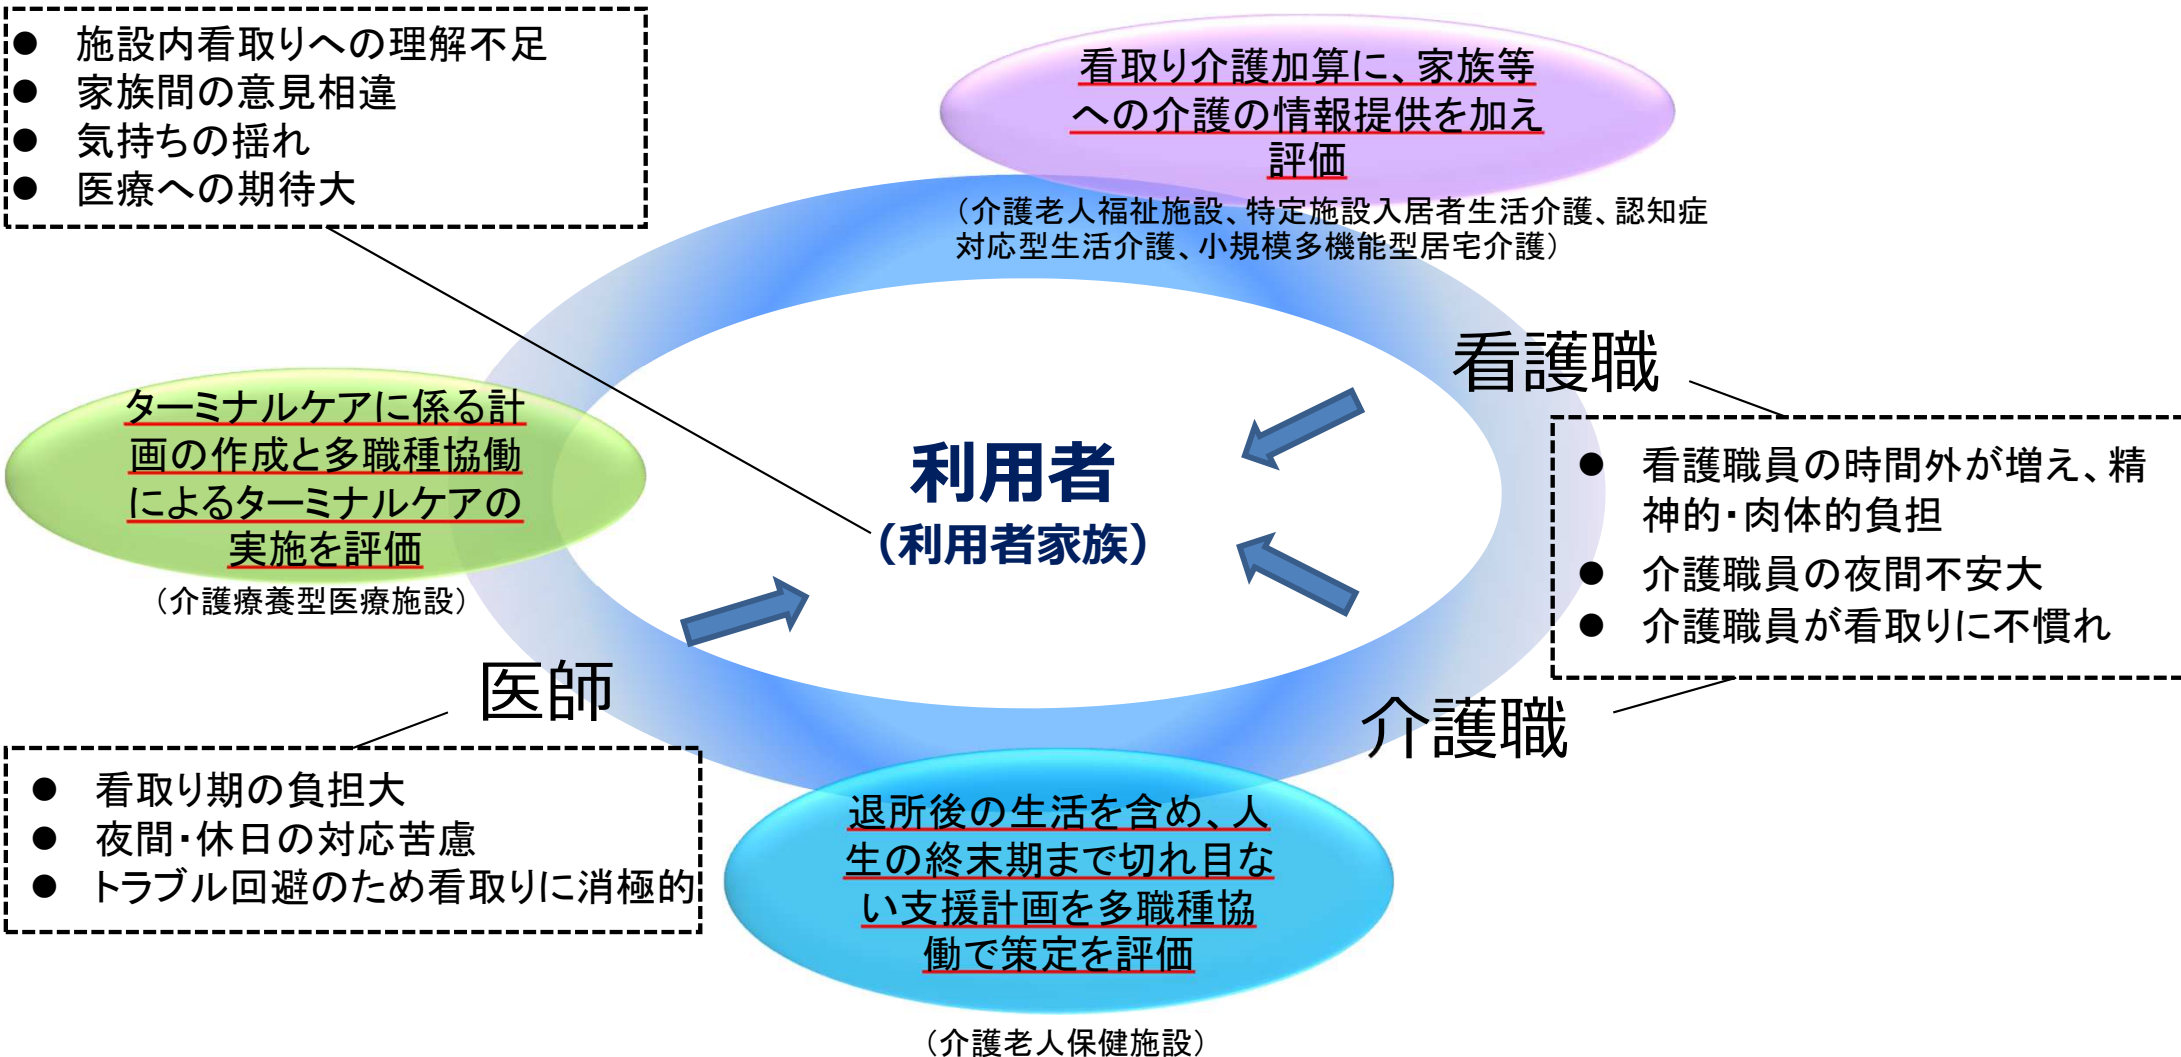 ● 施設内看取りへの理解不足
● 家族間の意見相違
● 気持ちの揺れ
● 医療への期待大
看取り介護加算に、家族等
への介護の情報提供を加え
評価
（介護老人福祉施設、特定施設入居者生活介護、認知症
対応型生活介護、小規模多機能型居宅介護）
看護職
ターミナルケアに係る計
画の作成と多職種協働
によるターミナルケアの
実施を評価
（介護療養型医療施設）
利用者
（利用者家族）
● 看護職員の時間外が増え、精
神的・肉体的負担
● 介護職員の夜間不安大
● 介護職員が看取りに不慣れ
医師
介護職
● 看取り期の負担大
● 夜間・休日の対応苦慮
● トラブル回避のため看取りに消極的
退所後の生活を含め、人
生の終末期まで切れ目な
い支援計画を多職種協
働で策定を評価
（介護老人保健施設）